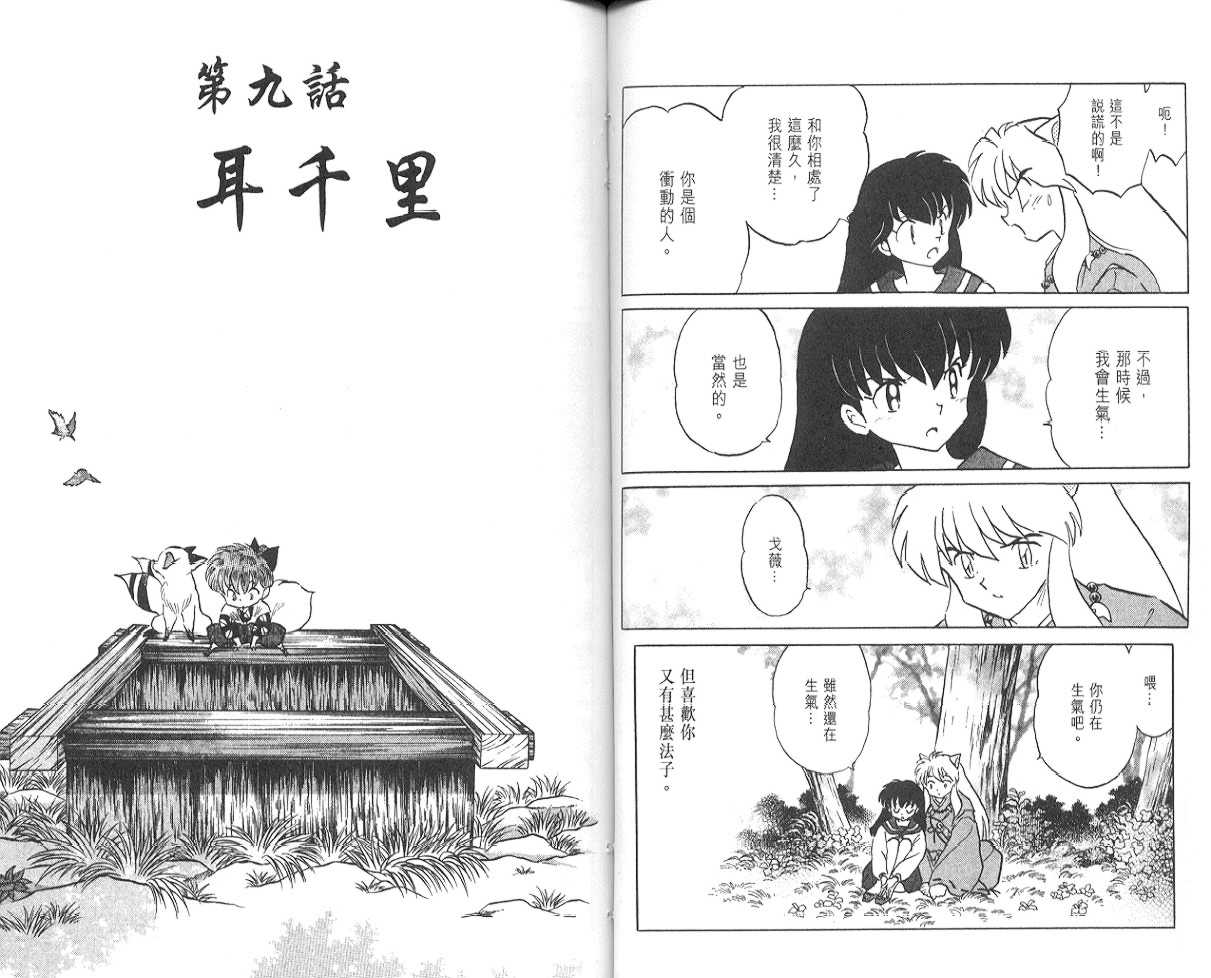 呃！
這不是
說謊的啊！
和你相處了
這麼久，
我很清楚…
你是個
衝動的人。
不過，
那時候
我會生氣…
也是
當然的。
戈薇…
喂…
你仍在
生氣吧。
雖然還在
生氣…
但喜歡你
又有甚麼法子。
第九話
耳千里